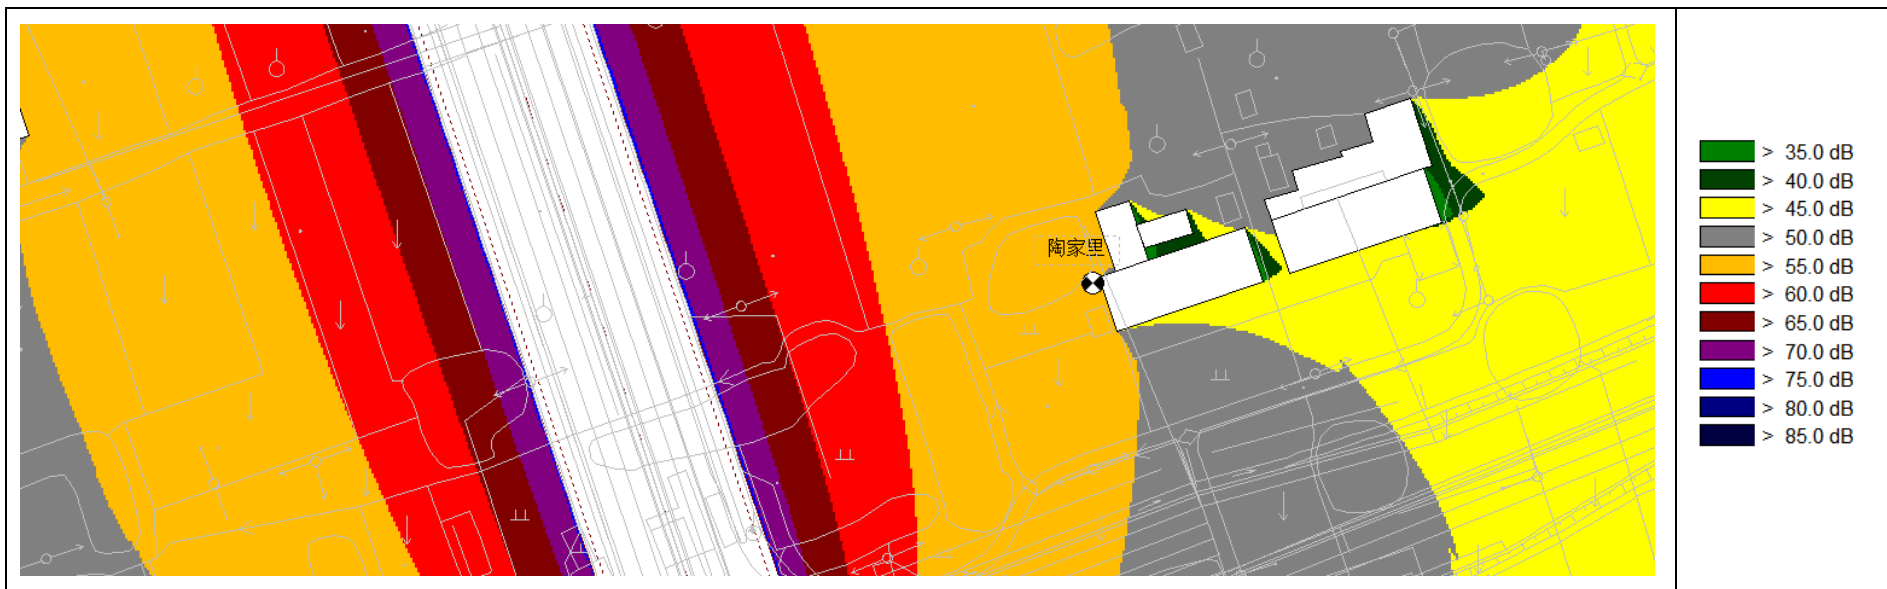 陶家里
> 35.0 dB
> 40.0 dB
> 45.0 dB
> 50.0 dB
> 55.0 dB
> 60.0 dB
> 65.0 dB
> 70.0 dB
> 75.0 dB
> 80.0 dB
> 85.0 dB